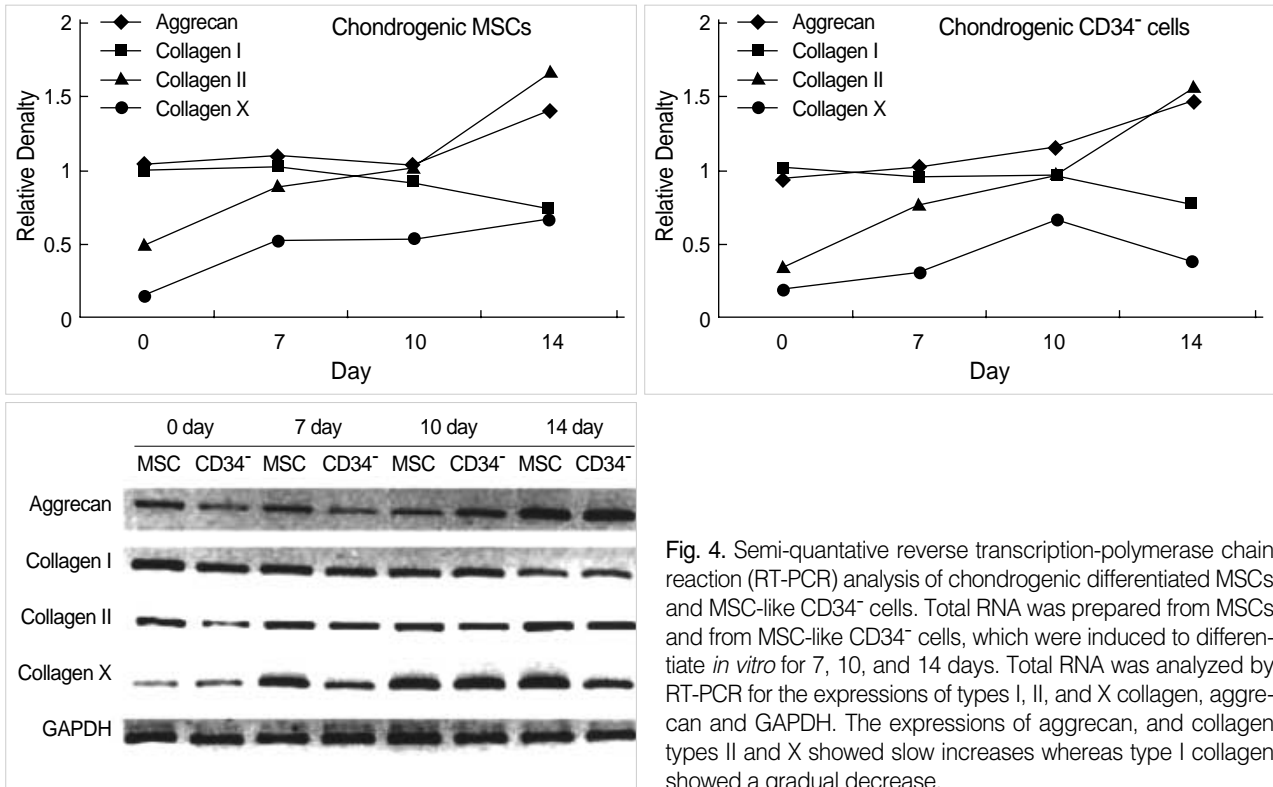 2
Aggrecan
Chondrogenic MSCs
Collagen I
1.5
Collagen II
Collagen X
1
0.5
0
Relative Denalty
0 7 10 14
Day
2
Aggrecan
Chondrogenic CD34⁻ cells
Collagen I
1.5
Collagen II
Collagen X
1
0.5
0
Relative Denalty
0 7 10 14
Day
0 day 7 day 10 day 14 day
MSC CD34⁻ MSC CD34⁻ MSC CD34⁻ MSC CD34⁻
Aggrecan
Collagen I
Collagen II
Collagen X
GAPDH
Fig. 4. Semi-quantative reverse transcription-polymerase chain
reaction (RT-PCR) analysis of chondrogenic differentiated MSCs
and MSC-like CD34⁻ cells. Total RNA was prepared from MSCs
and from MSC-like CD34⁻ cells, which were induced to differen-
tiate in vitro for 7, 10, and 14 days. Total RNA was analyzed by
RT-PCR for the expressions of types I, II, and X collagen, aggre-
can and GAPDH. The expressions of aggrecan, and collagen
types II and X showed slow increases whereas type I collagen
showed a gradual decrease.